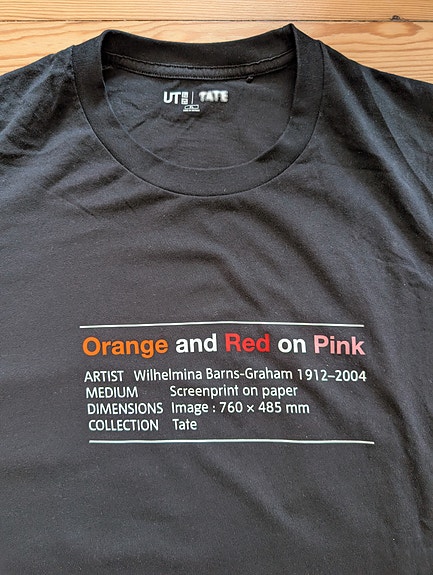 UT TATE
Orange and Red on Pink
ARTIST Wilhelmina Barns-Graham 1912–2004
MEDIUM Screenprint on paper
DIMENSIONS Image : 760 × 485 mm
COLLECTION Tate